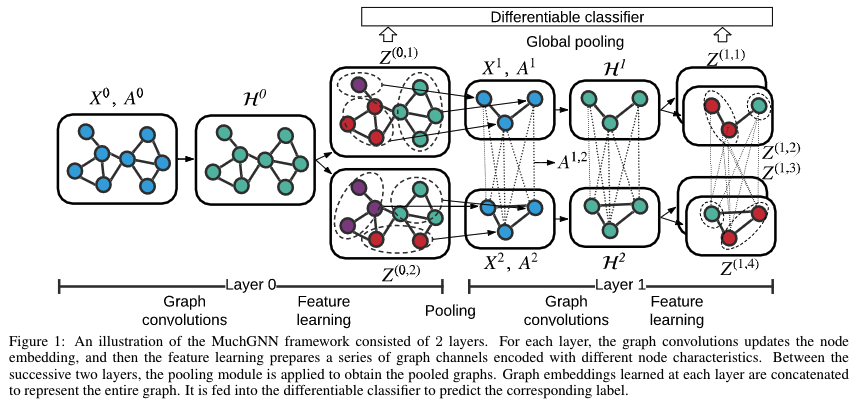 Differentiable classifier
Global pooling
Z^(0,1)
Z^(1,1)
X^1, A^1
H^1
X^0, A^0
H^0
Z^(1,2)
A^1,2
Z^(1,3)
X^2, A^2
H^2
Z^(0,2)
Z^(1,4)
Layer 0
Layer 1
Graph convolutions
Feature learning
Pooling
Graph convolutions
Feature learning
Figure 1: An illustration of the MuchGNN framework consisted of 2 layers. For each layer, the graph convolutions updates the node
embedding, and then the feature learning prepares a series of graph channels encoded with different node characteristics. Between the
successive two layers, the pooling module is applied to obtain the pooled graphs. Graph embeddings learned at each layer are concatenated
to represent the entire graph. It is fed into the differentiable classifier to predict the corresponding label.